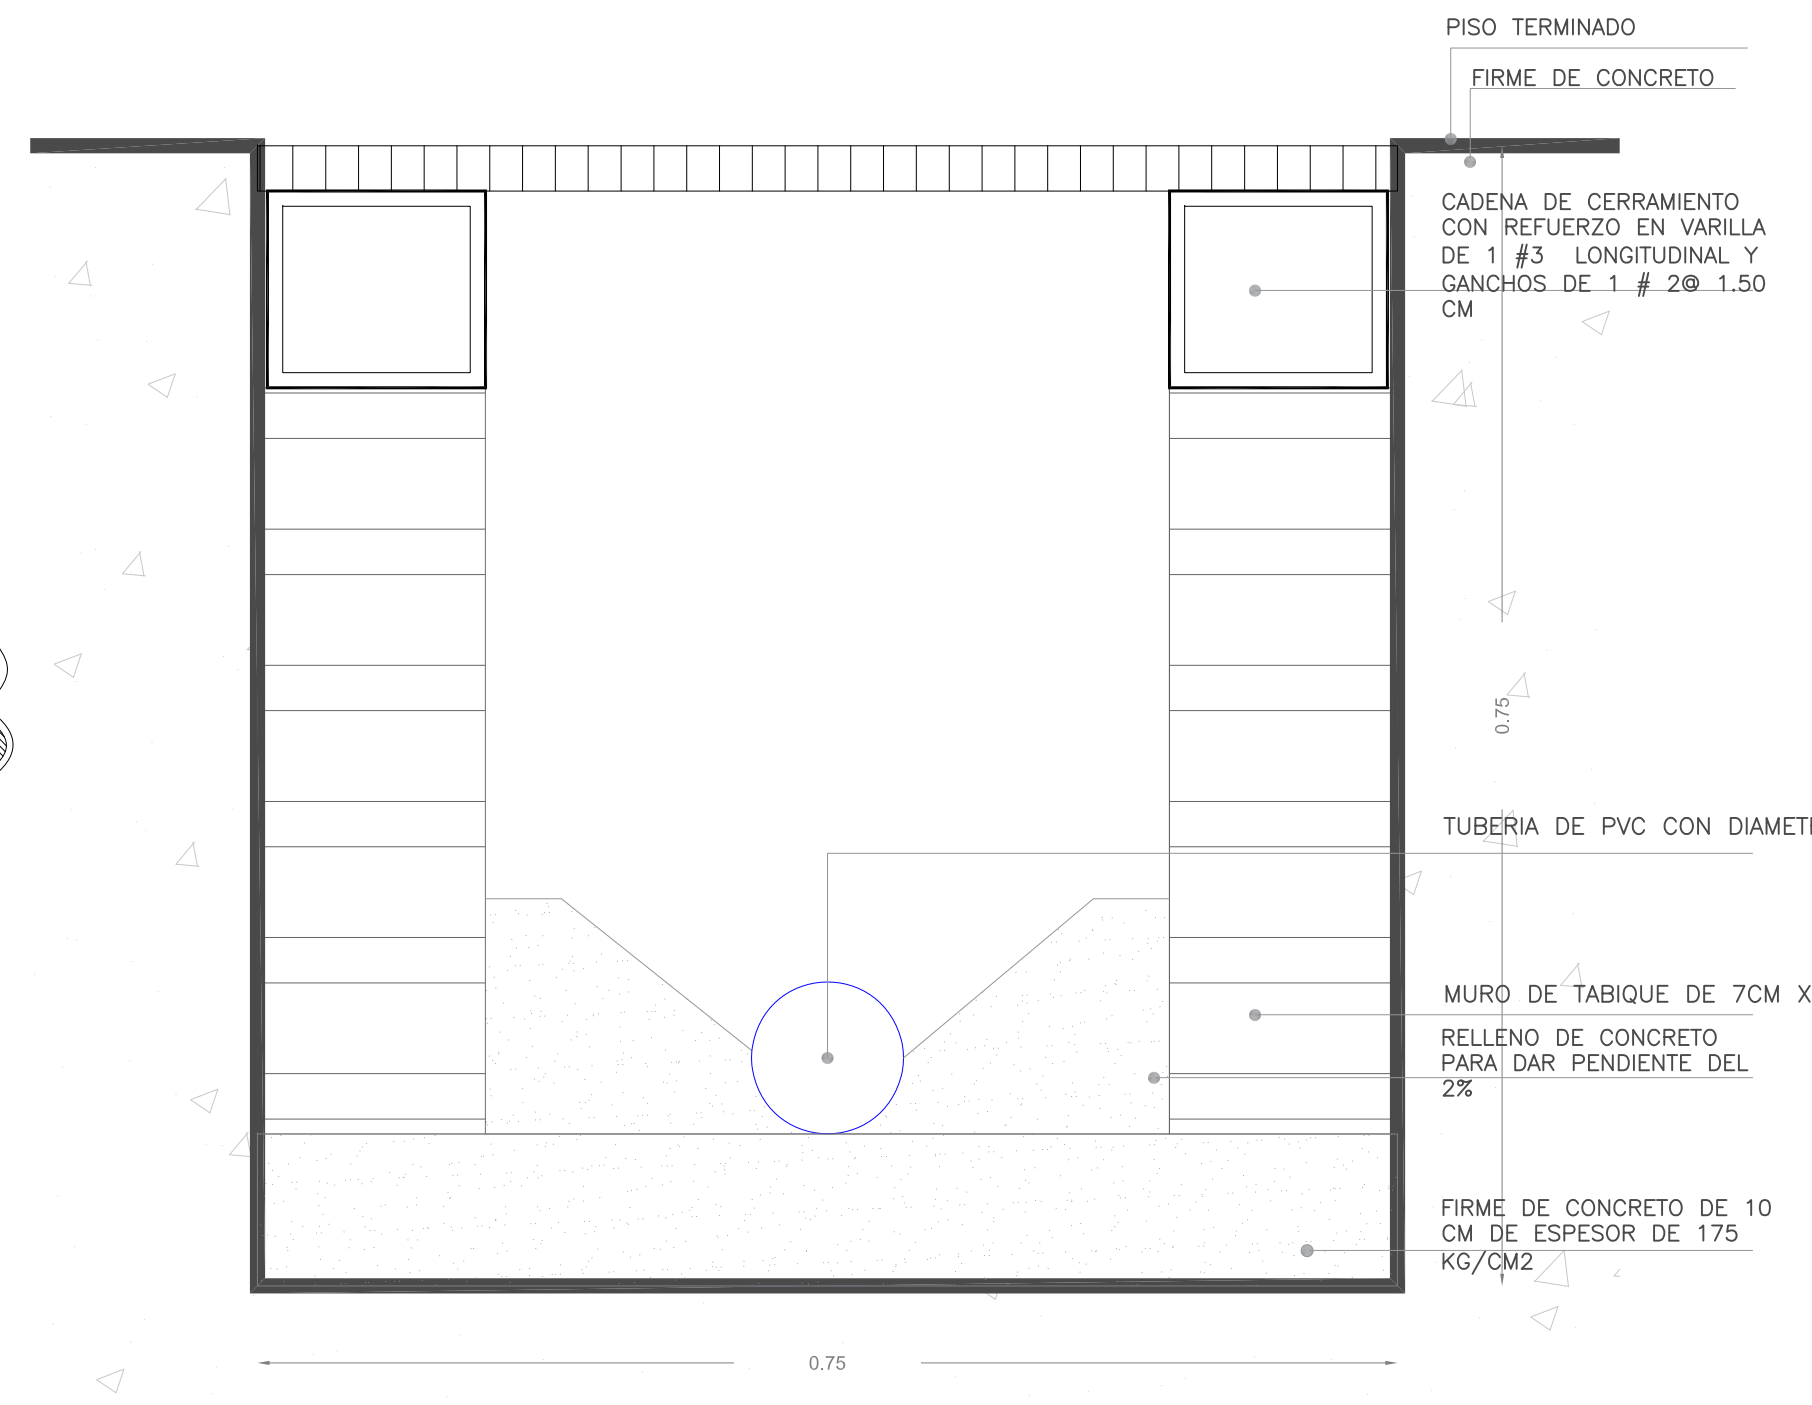 PISO TERMINADO
FIRME DE CONCRETO
CADENA DE CERRAMIENTO
CON REFUERZO EN VARILLA
DE 1 #3 LONGITUDINAL Y
GANCHOS DE 1 # 2@ 1.50
CM
0.75
TUBERIA DE PVC CON
MURO DE TABIQUE DE 7CM X
RELLENO DE CONCRETO
PARA DAR PENDIENTE DEL
2%
FIRME DE CONCRETO DE 10
CM DE ESPESOR DE 175
KG/CM2
0.75